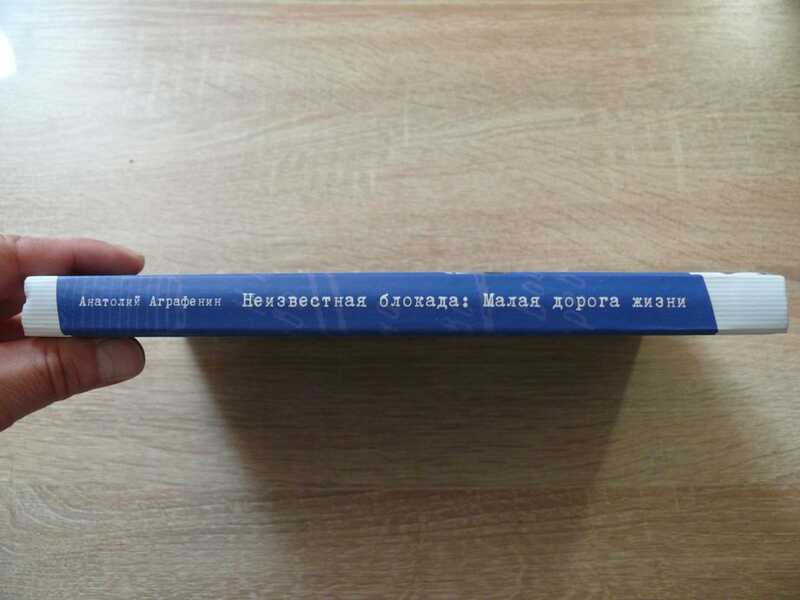 Анатолий Аграфенин Неизвестная блокада: Малая дорога жизни